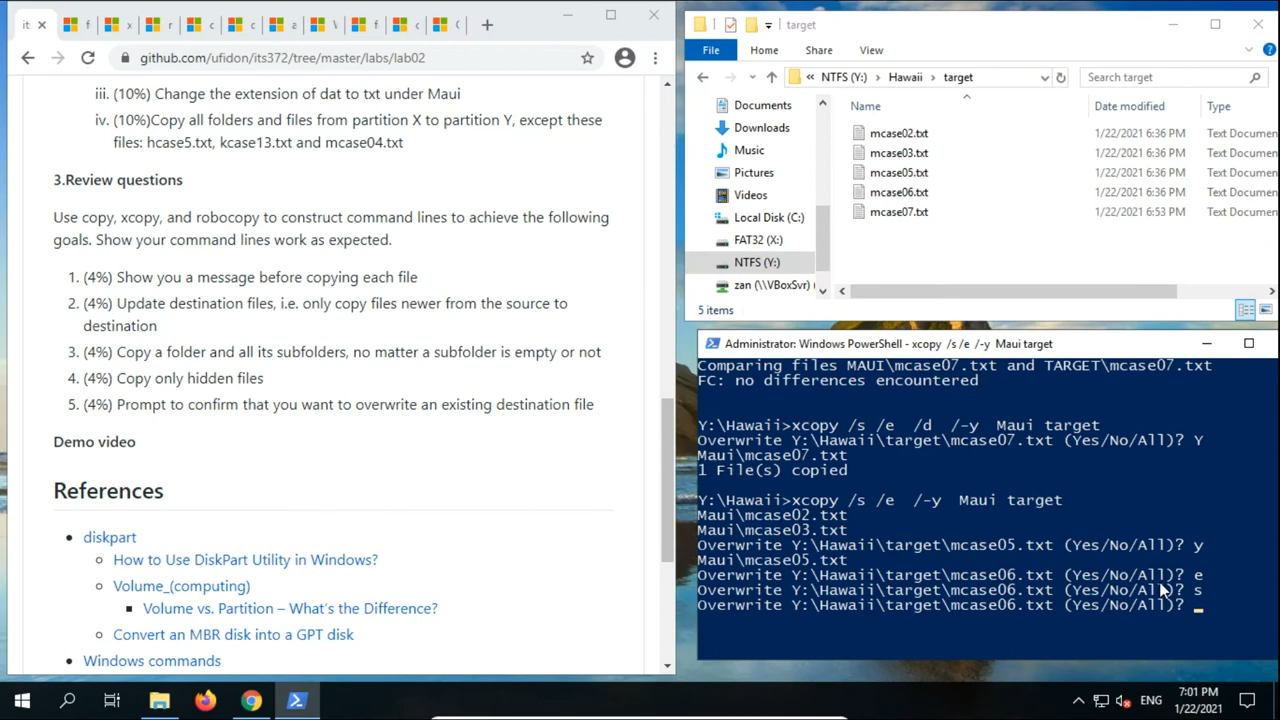 it
f
x
r
c
c
a
f
c
github.com/ufidon/its372/tree/master/labs/lab02
iii. (10%) Change the extension of dat to txt under Maui
iv. (10%)Copy all folders and files from partition X to partition Y, except these
files: hcase5.txt, kcase13.txt and mcase04.txt
3.Review questions
Use copy, xcopy, and robocopy to construct command lines to achieve the following
goals. Show your command lines work as expected.
1. (4%) Show you a message before copying each file
2. (4%) Update destination files, i.e. only copy files newer from the source to
destination
3. (4%) Copy a folder and all its subfolders, no matter a subfolder is empty or not
4. (4%) Copy only hidden files
5. (4%) Prompt to confirm that you want to overwrite an existing destination file
Demo video
References
diskpart
How to Use DiskPart Utility in Windows?
Volume_(computing)
Volume vs. Partition – What's the Difference?
Convert an MBR disk into a GPT disk
Windows commands
target
File Home Share View
« NTFS (Y:) › Hawaii › target
Search target
Documents
Downloads
Music
Pictures
Videos
Local Disk (C:)
FAT32 (X:)
NTFS (Y:)
zan (\\VBoxSvr) (
Name Date modified Type
mcase02.txt 1/22/2021 6:36 PM Text Documen
mcase03.txt 1/22/2021 6:36 PM Text Documen
mcase05.txt 1/22/2021 6:36 PM Text Documen
mcase06.txt 1/22/2021 6:36 PM Text Documen
mcase07.txt 1/22/2021 6:53 PM Text Documen
5 items
Administrator: Windows PowerShell - xcopy /s /e /-y Maui target
Comparing files MAUI\mcase07.txt and TARGET\mcase07.txt
FC: no differences encountered
Y:\Hawaii>xcopy /s /e  /d  /-y  Maui target
Overwrite Y:\Hawaii\target\mcase07.txt (Yes/No/All)? Y
Maui\mcase07.txt
1 File(s) copied
Y:\Hawaii>xcopy /s /e  /-y  Maui target
Maui\mcase02.txt
Maui\mcase03.txt
Overwrite Y:\Hawaii\target\mcase05.txt (Yes/No/All)? y
Maui\mcase05.txt
Overwrite Y:\Hawaii\target\mcase06.txt (Yes/No/All)? e
Overwrite Y:\Hawaii\target\mcase06.txt (Yes/No/All)? s
Overwrite Y:\Hawaii\target\mcase06.txt (Yes/No/All)? _
ENG
7:01 PM
1/22/2021